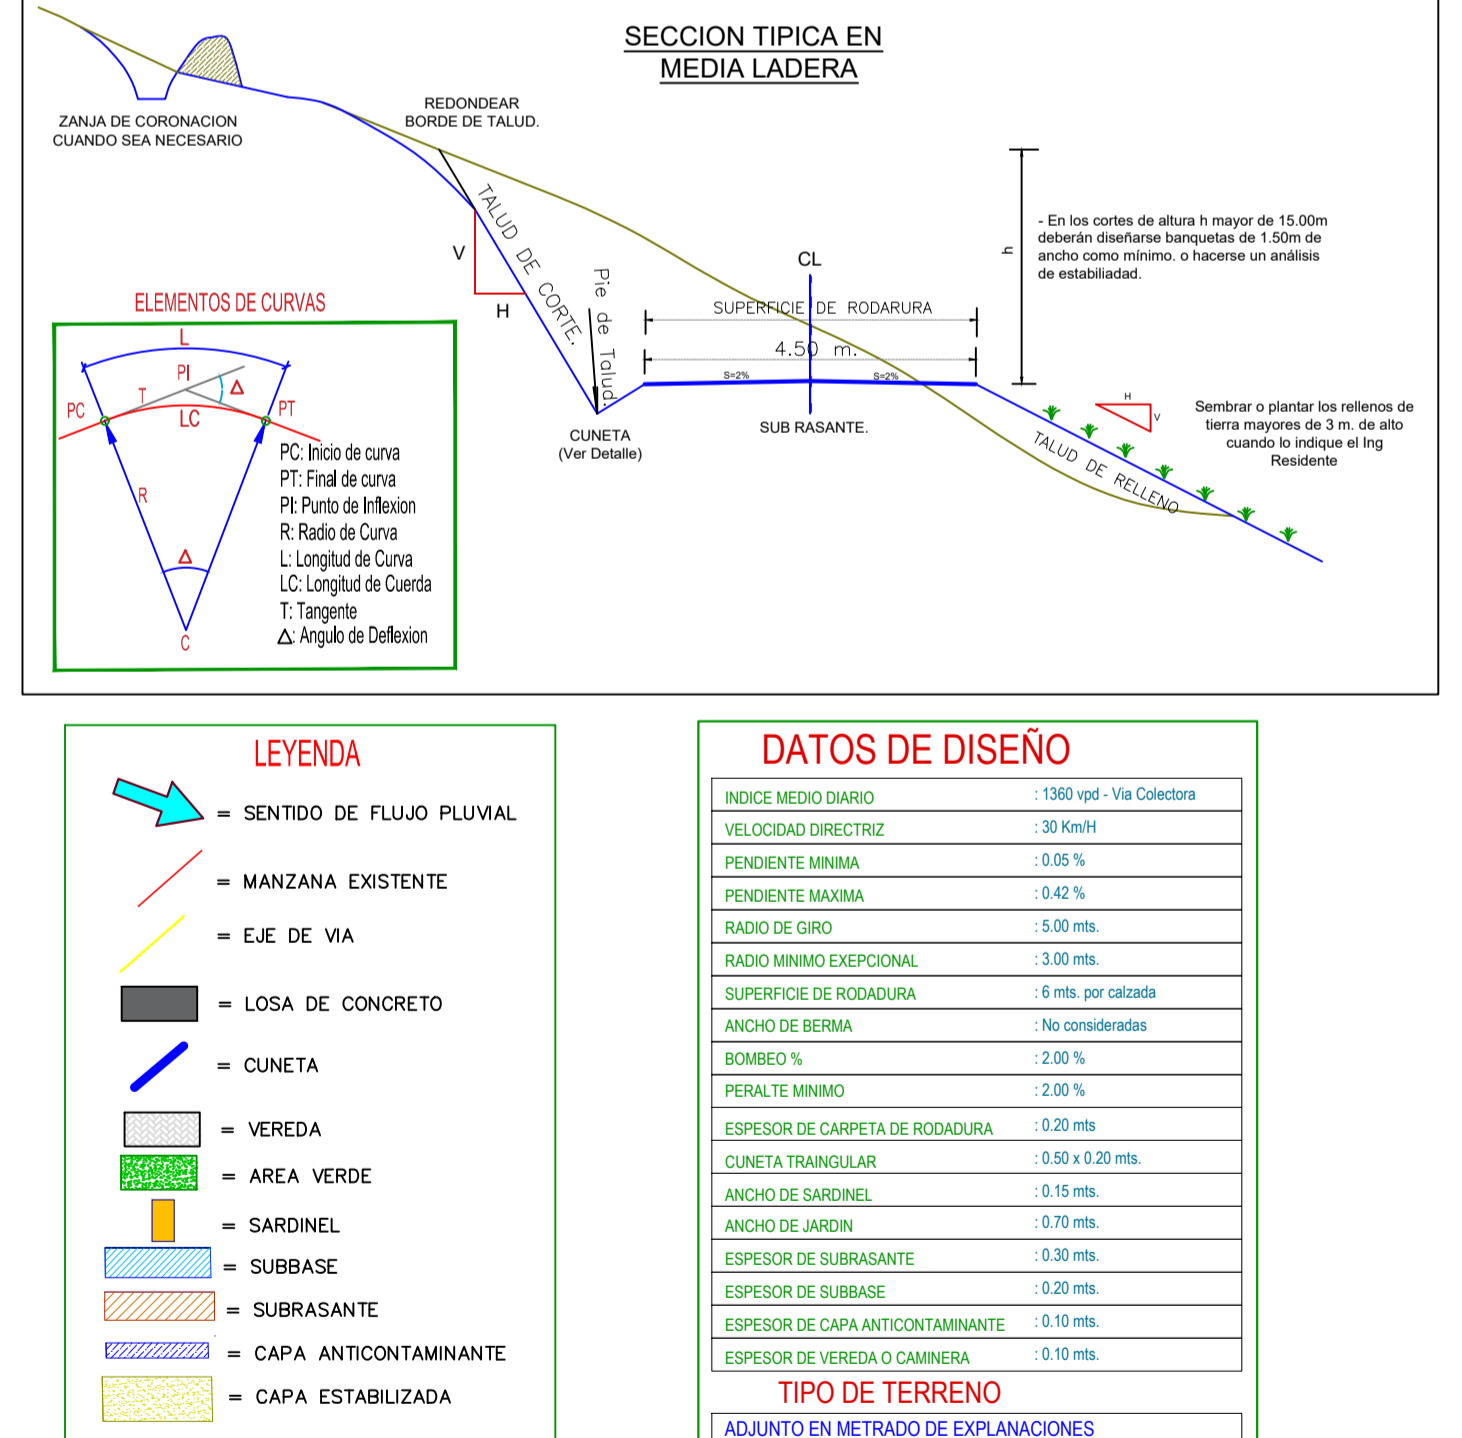 SECCION TIPICA EN
MEDIA LADERA
ZANJA DE CORONACION
CUANDO SEA NECESARIO
REDONDEAR
BORDE DE TALUD.
TALUD DE CORTE.
V
H
Pie de Talud.
CUNETA
(Ver Detalle)
CL
SUPERFICIE DE RODARURA
4.50 m.
S=2%
S=2%
SUB RASANTE.
h
- En los cortes de altura h mayor de 15.00m
deberán diseñarse banquetas de 1.50m de
ancho como mínimo. o hacerse un análisis
de estabiliadad.
H
V
TALUD DE RELLENO
Sembrar o plantar los rellenos de
tierra mayores de 3 m. de alto
cuando lo indique el Ing
Residente
ELEMENTOS DE CURVAS
L
PI
T
Δ
PC
LC
PT
R
Δ
C
PC: Inicio de curva
PT: Final de curva
PI: Punto de Inflexion
R: Radio de Curva
L: Longitud de Curva
LC: Longitud de Cuerda
T: Tangente
Δ: Angulo de Deflexion
LEYENDA
= SENTIDO DE FLUJO PLUVIAL
= MANZANA EXISTENTE
= EJE DE VIA
= LOSA DE CONCRETO
= CUNETA
= VEREDA
= AREA VERDE
= SARDINEL
= SUBBASE
= SUBRASANTE
= CAPA ANTICONTAMINANTE
= CAPA ESTABILIZADA
DATOS DE DISEÑO
INDICE MEDIO DIARIO : 1360 vpd - Via Colectora
VELOCIDAD DIRECTRIZ : 30 Km/H
PENDIENTE MINIMA : 0.05 %
PENDIENTE MAXIMA : 0.42 %
RADIO DE GIRO : 5.00 mts.
RADIO MINIMO EXEPCIONAL : 3.00 mts.
SUPERFICIE DE RODADURA : 6 mts. por calzada
ANCHO DE BERMA : No consideradas
BOMBEO % : 2.00 %
PERALTE MINIMO : 2.00 %
ESPESOR DE CARPETA DE RODADURA : 0.20 mts
CUNETA TRAINGULAR : 0.50 x 0.20 mts.
ANCHO DE SARDINEL : 0.15 mts.
ANCHO DE JARDIN : 0.70 mts.
ESPESOR DE SUBRASANTE : 0.30 mts.
ESPESOR DE SUBBASE : 0.20 mts.
ESPESOR DE CAPA ANTICONTAMINANTE : 0.10 mts.
ESPESOR DE VEREDA O CAMINERA : 0.10 mts.
TIPO DE TERRENO
ADJUNTO EN METRADO DE EXPLANACIONES